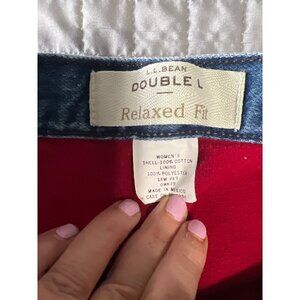 L.L.BEAN
DOUBLE L
Relaxed Fit
WOMEN'S
SHELL-100% COTTON
LINING
100% POLYESTER
MADE IN MEXICO